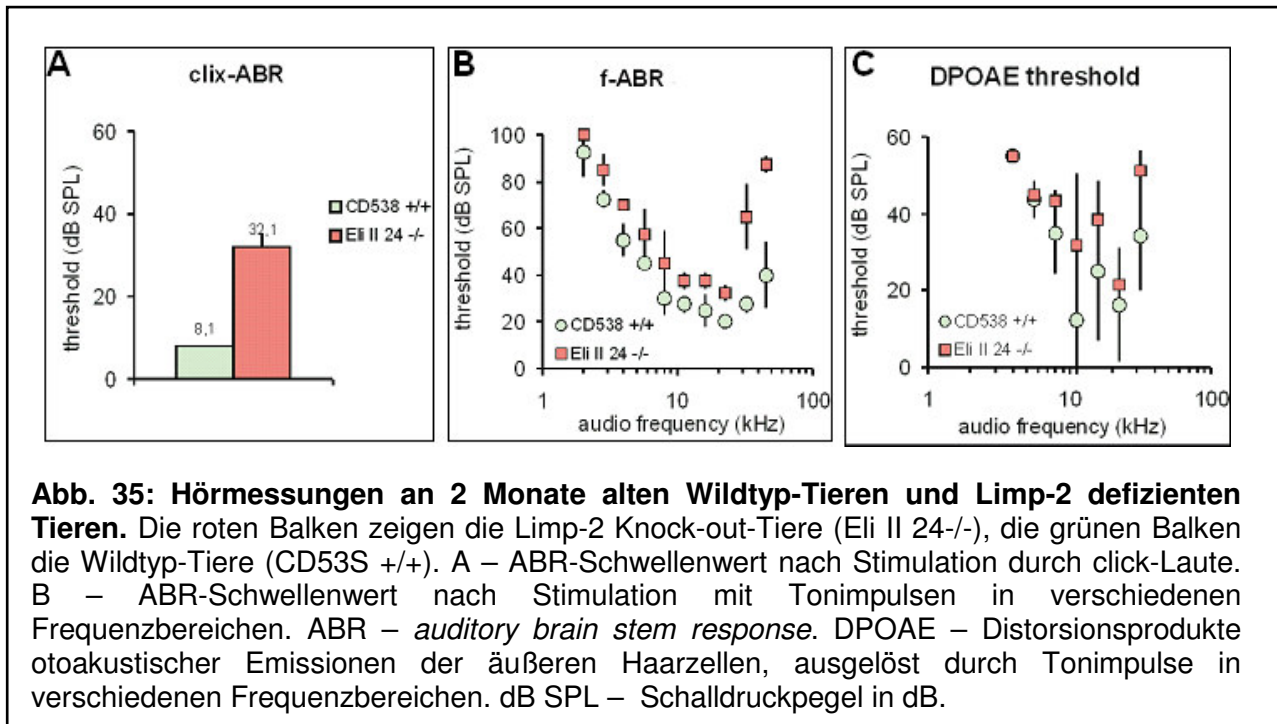 A
clix-ABR
60
40
20
0
threshold (dB SPL)
8,1
32,1
CD538 +/+
Eli II 24 -/-
B
f-ABR
100
80
60
40
20
0
threshold (dB SPL)
CD538 +/+
Eli II 24 -/-
1
10
100
audio frequency (kHz)
C
DPOAE threshold
60
40
20
0
threshold (dB SPL)
CD538 +/+
Eli II 24 -/-
1
10
100
audio frequency (kHz)
Abb. 35: Hörmessungen an 2 Monate alten Wildtyp-Tieren und Limp-2 defizienten
Tieren. Die roten Balken zeigen die Limp-2 Knock-out-Tiere (Eli II 24-/-), die grünen Balken
die Wildtyp-Tiere (CD53S +/+). A – ABR-Schwellenwert nach Stimulation durch click-Laute.
B – ABR-Schwellenwert nach Stimulation mit Tonimpulsen in verschiedenen
Frequenzbereichen. ABR – auditory brain stem response. DPOAE – Distorsionsprodukte
otoakustischer Emissionen der äußeren Haarzellen, ausgelöst durch Tonimpulse in
verschiedenen Frequenzbereichen. dB SPL – Schalldruckpegel in dB.